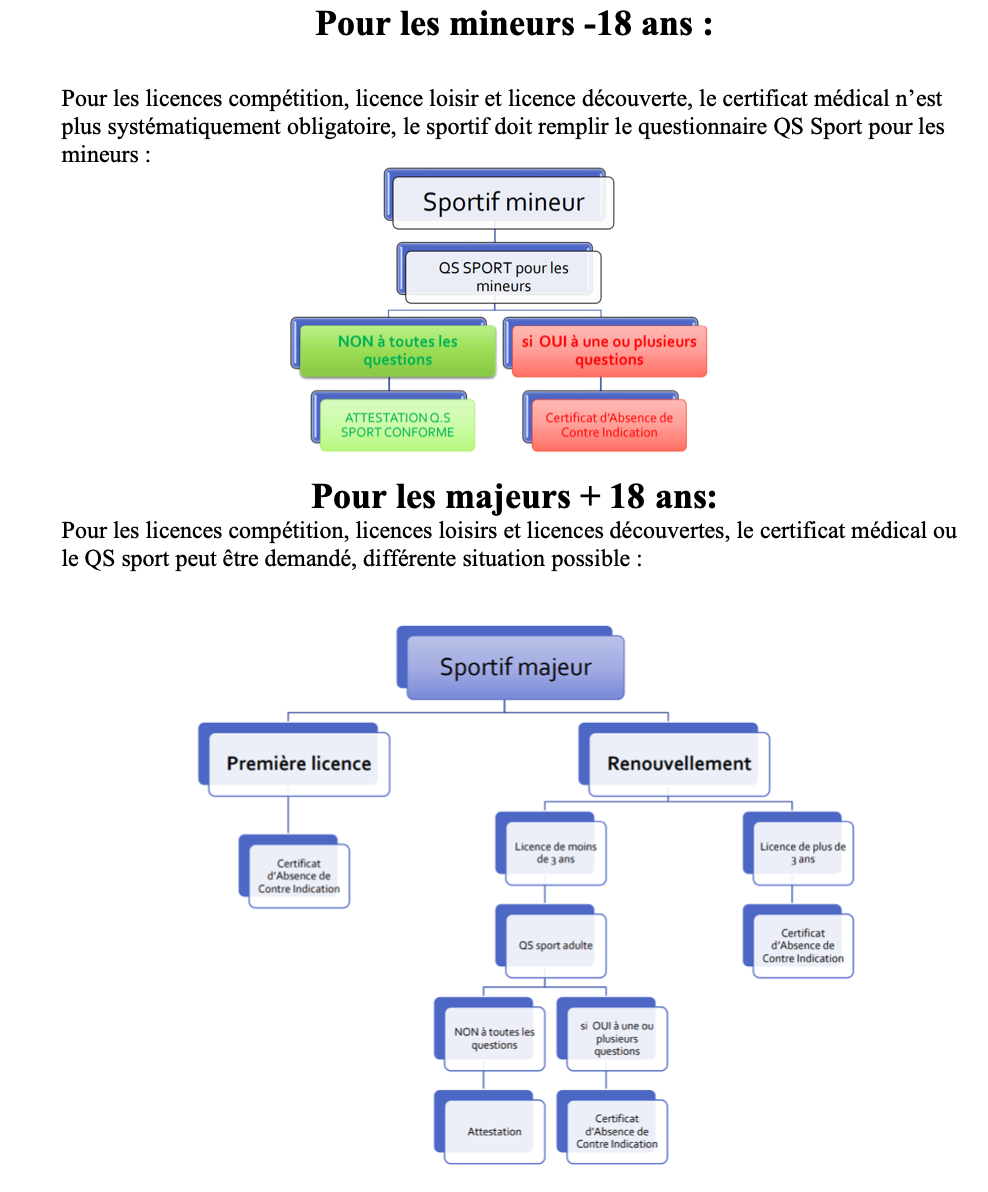 Pour les mineurs -18 ans :
Pour les licences compétition, licence loisir et licence découverte, le certificat médical n’est
plus systématiquement obligatoire, le sportif doit remplir le questionnaire QS Sport pour les
mineurs :
Sportif mineur
QS SPORT pour les
mineurs
NON à toutes les
questions
si OUI à une ou plusieurs
questions
ATTESTATION Q.S
SPORT CONFORME
Certificat d’Absence de
Contre Indication
Pour les majeurs + 18 ans:
Pour les licences compétition, licences loisirs et licences découvertes, le certificat médical ou
le QS sport peut être demandé, différente situation possible :
Sportif majeur
Première licence
Renouvellement
Certificat
d’Absence de
Contre Indication
Licence de moins
de 3 ans
Licence de plus de
3 ans
QS sport adulte
Certificat
d’Absence de
Contre Indication
NON à toutes les
questions
si OUI à une ou
plusieurs
questions
Attestation
Certificat
d’Absence de
Contre Indication